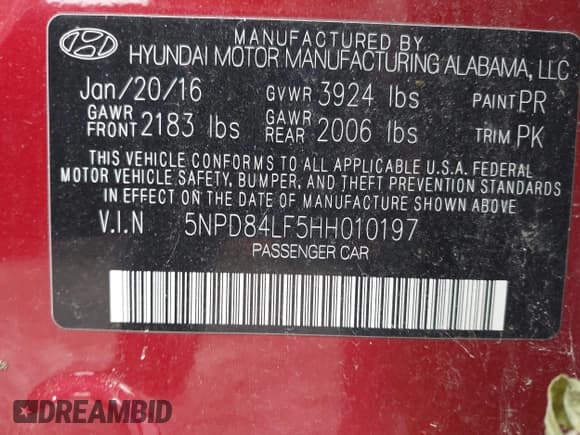 MANUFACTURED BY
HYUNDAI MOTOR MANUFACTURING ALABAMA, LLC
Jan/20/16 GVWR 3924 lbs PAINT PR
GAWR FRONT 2183 lbs GAWR REAR 2006 lbs TRIM PK
THIS VEHICLE CONFORMS TO ALL APPLICABLE U.S.A. FEDERAL
MOTOR VEHICLE SAFETY, BUMPER, AND THEFT PREVENTION STANDARDS
IN EFFECT ON THE DATE OF MANUFACTURE SHOWN ABOVE
V.I.N 5NPD84LF5HH010197
PASSENGER CAR
DREAMBID